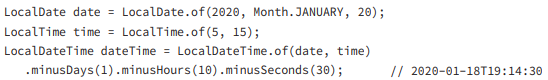 LocalDate date = LocalDate.of(2020, Month.JANUARY, 20);
LocalTime time = LocalTime.of(5, 15);
LocalDateTime dateTime = LocalDateTime.of(date, time)
.minusDays(1).minusHours(10).minusSeconds(30); // 2020-01-18T19:14:30